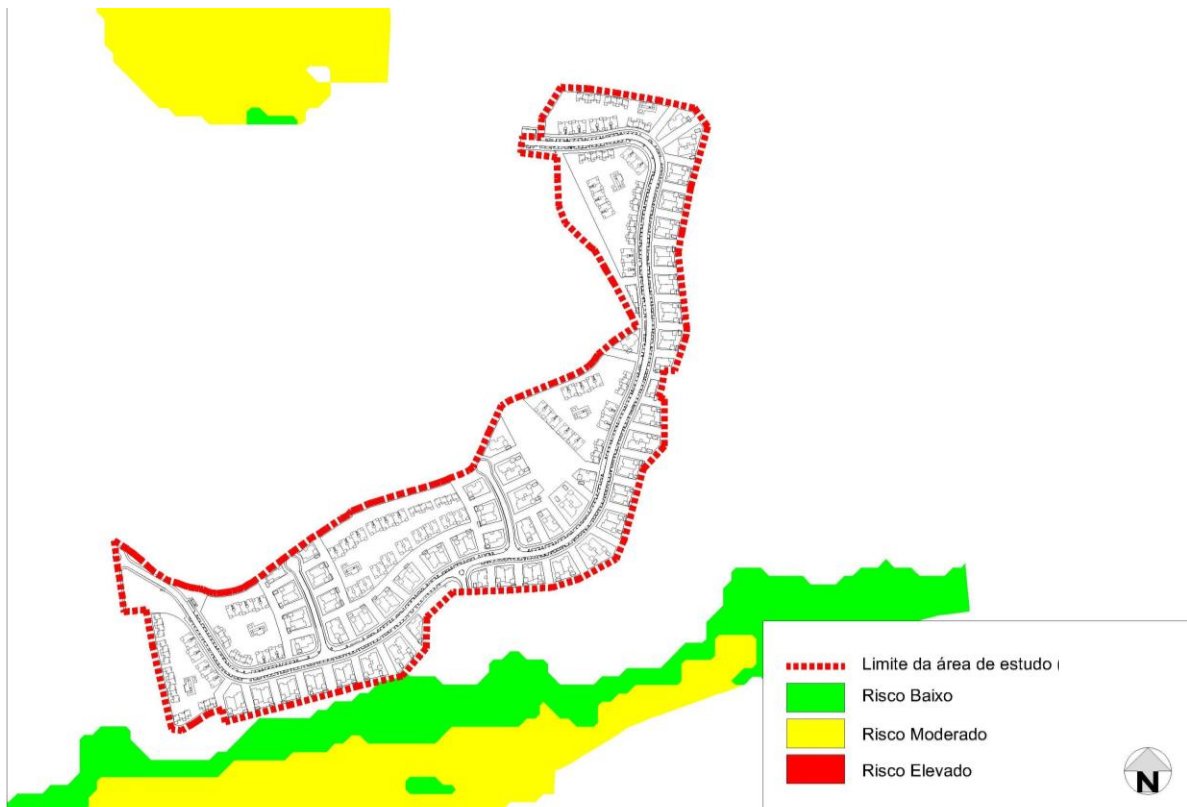 Limite da área de estudo (
Risco Baixo
Risco Moderado
Risco Elevado
N